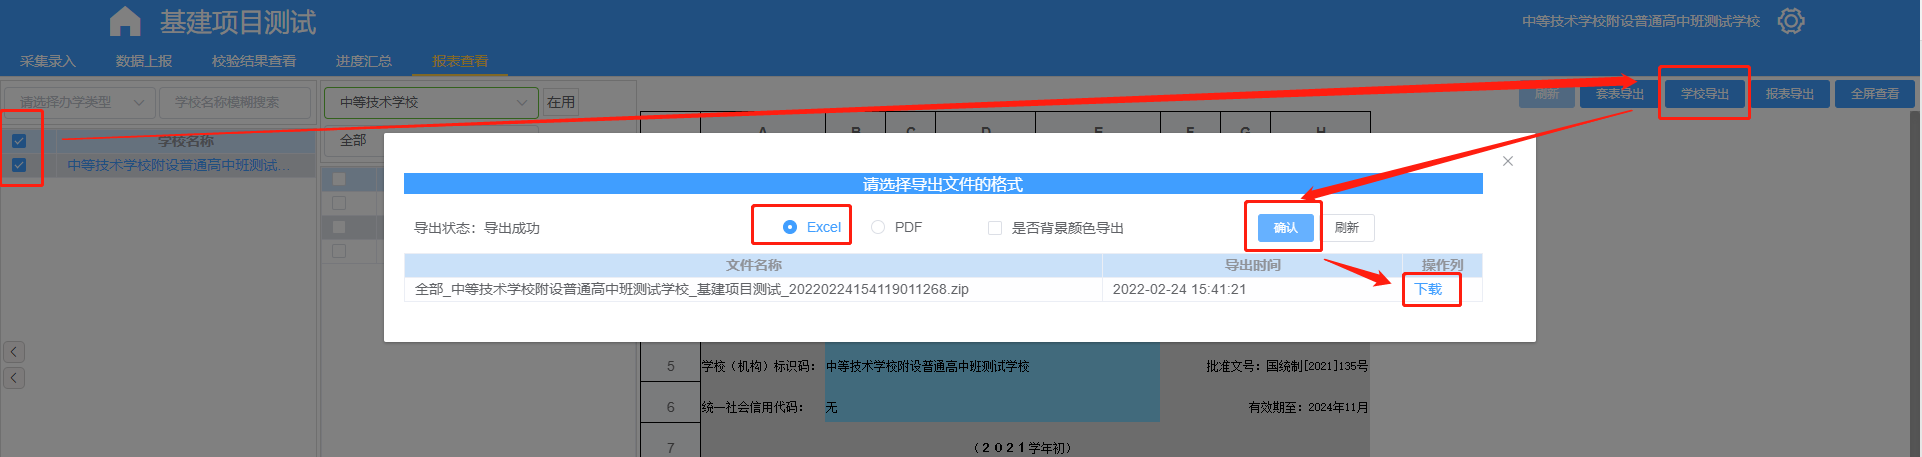 基建项目测试
中等技术学校附设普通高中班测试学校
采集录入 数据上报 校验结果查看 进度汇总 报表查看
请选择办学类型 学校名称模糊搜索 中等技术学校 在用 刷新 套表导出 学校导出 报表导出 全屏查看
学校名称 全部 A B C D E F G H
中等技术学校附设普通高中班测试...
请选择导出文件的格式
导出状态：导出成功 Excel PDF 是否背景颜色导出 确认 刷新
文件名称 导出时间 操作列
全部_中等技术学校附设普通高中班测试学校_基建项目测试_20220224154119011268.zip 2022-02-24 15:41:21 下载
5 学校（机构）标识码： 中等技术学校附设普通高中班测试学校 批准文号：国统制[2021]135号
6 统一社会信用代码： 无 有效期至：2024年11月
7 （２０２１学年初）